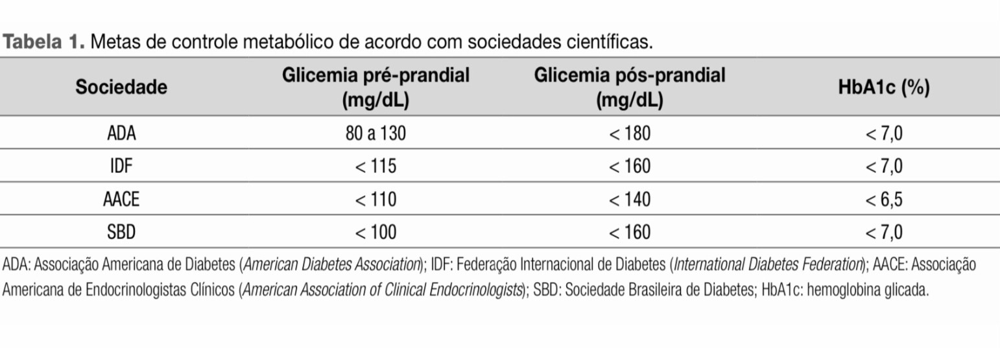 Tabela 1. Metas de controle metabólico de acordo com sociedades científicas.
Sociedade Glicemia pré-prandial (mg/dL) Glicemia pós-prandial (mg/dL) HbA1c (%)
ADA 80 a 130 < 180 < 7,0
IDF < 115 < 160 < 7,0
AACE < 110 < 140 < 6,5
SBD < 100 < 160 < 7,0
ADA: Associação Americana de Diabetes (American Diabetes Association); IDF: Federação Internacional de Diabetes (International Diabetes Federation); AACE: Associação
Americana de Endocrinologistas Clínicos (American Association of Clinical Endocrinologists); SBD: Sociedade Brasileira de Diabetes; HbA1c: hemoglobina glicada.